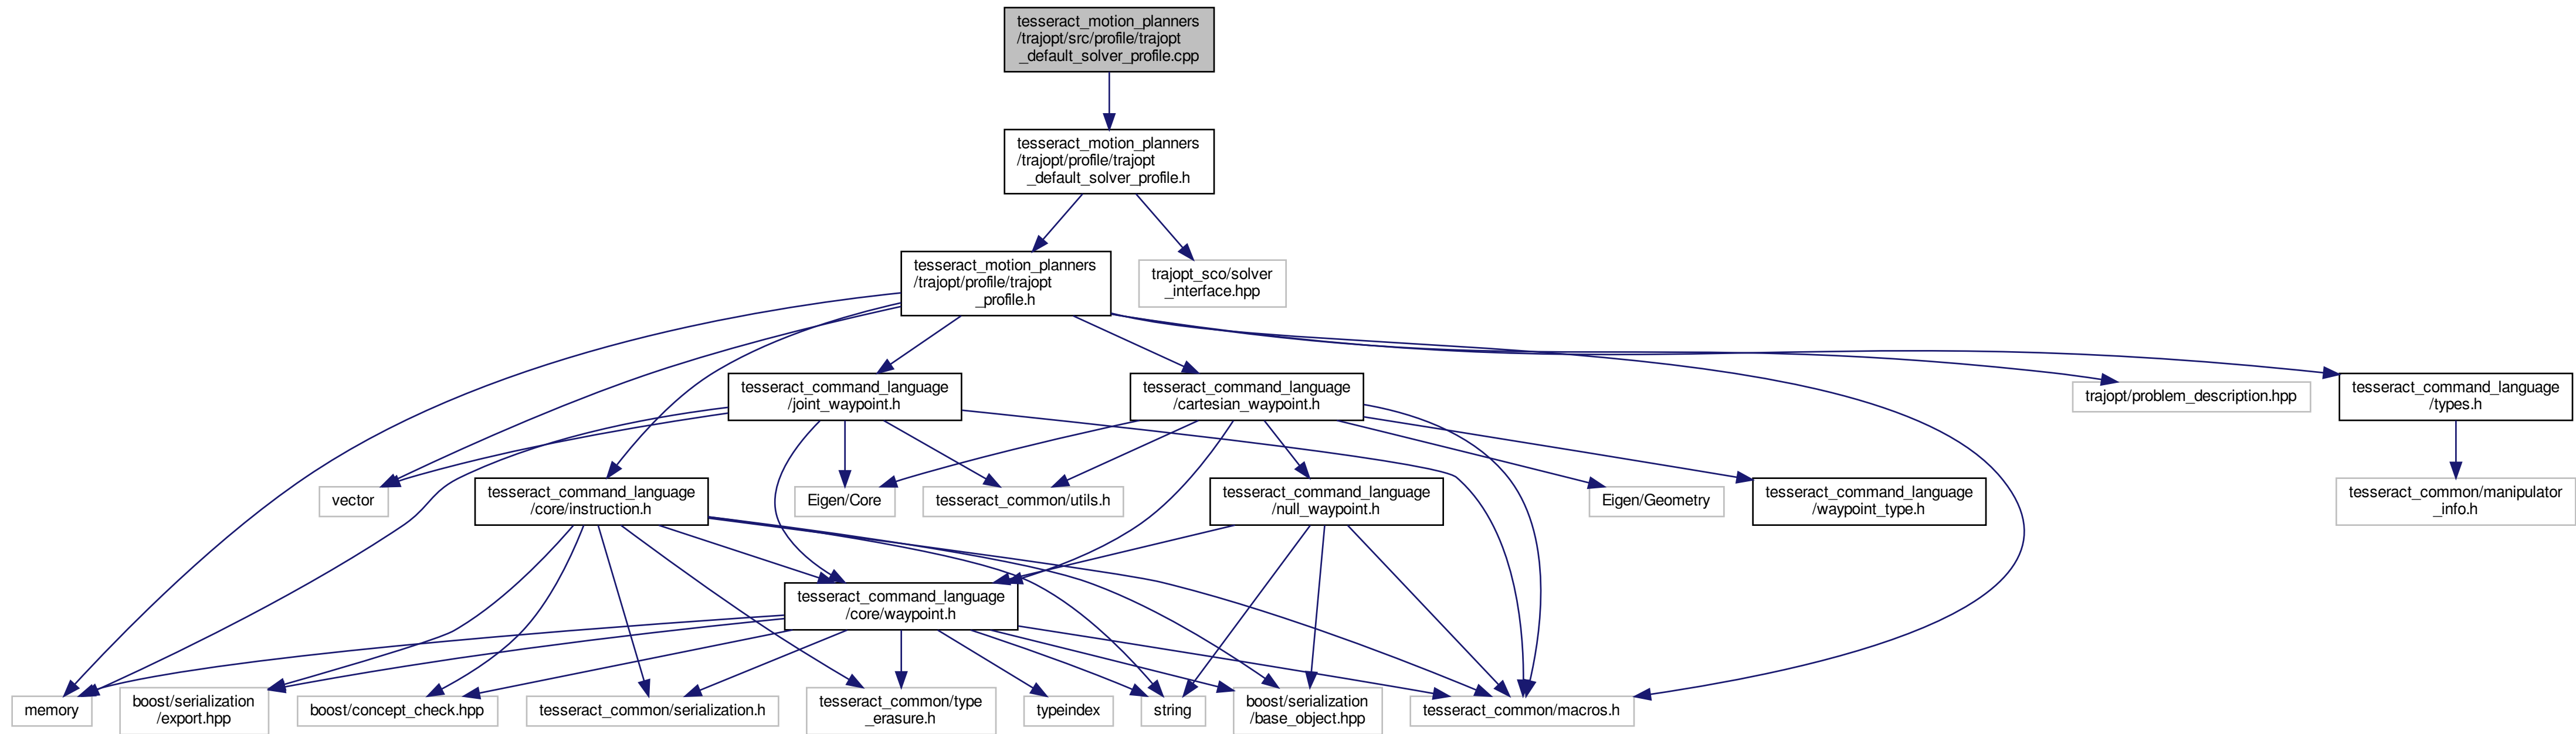 tesseract_motion_planners
/trajopt/src/profile/trajopt
_default_solver_profile.cpp
tesseract_motion_planners
/trajopt/profile/trajopt
_default_solver_profile.h
tesseract_motion_planners
/trajopt/profile/trajopt
_profile.h
trajopt_sco/solver
_interface.hpp
tesseract_command_language
/joint_waypoint.h
tesseract_command_language
/cartesian_waypoint.h
trajopt/problem_description.hpp
tesseract_command_language
/types.h
vector
tesseract_command_language
/core/instruction.h
Eigen/Core
tesseract_common/utils.h
tesseract_command_language
/null_waypoint.h
Eigen/Geometry
tesseract_command_language
/waypoint_type.h
tesseract_common/manipulator
_info.h
tesseract_command_language
/core/waypoint.h
memory
boost/serialization
/export.hpp
boost/concept_check.hpp
tesseract_common/serialization.h
tesseract_common/type
_erasure.h
typeindex
string
boost/serialization
/base_object.hpp
tesseract_common/macros.h